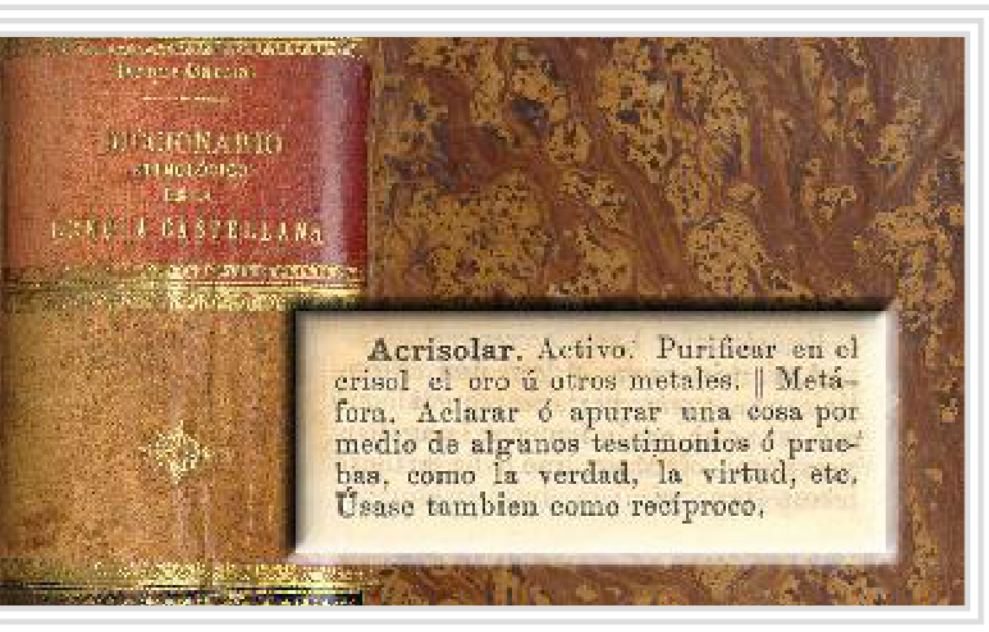 Roque Barcia
DICCIONARIO
ETIMOLÓGICO
DE LA
LENGUA CASTELLANA
Acrisolar. Activo. Purificar en el
crisol el oro ú otros metales. || Metá-
fora. Aclarar ó apurar una cosa por
medio de algunos testimonios ó prue-
bas, como la verdad, la virtud, etc.
Úsase tambien como recíproco.